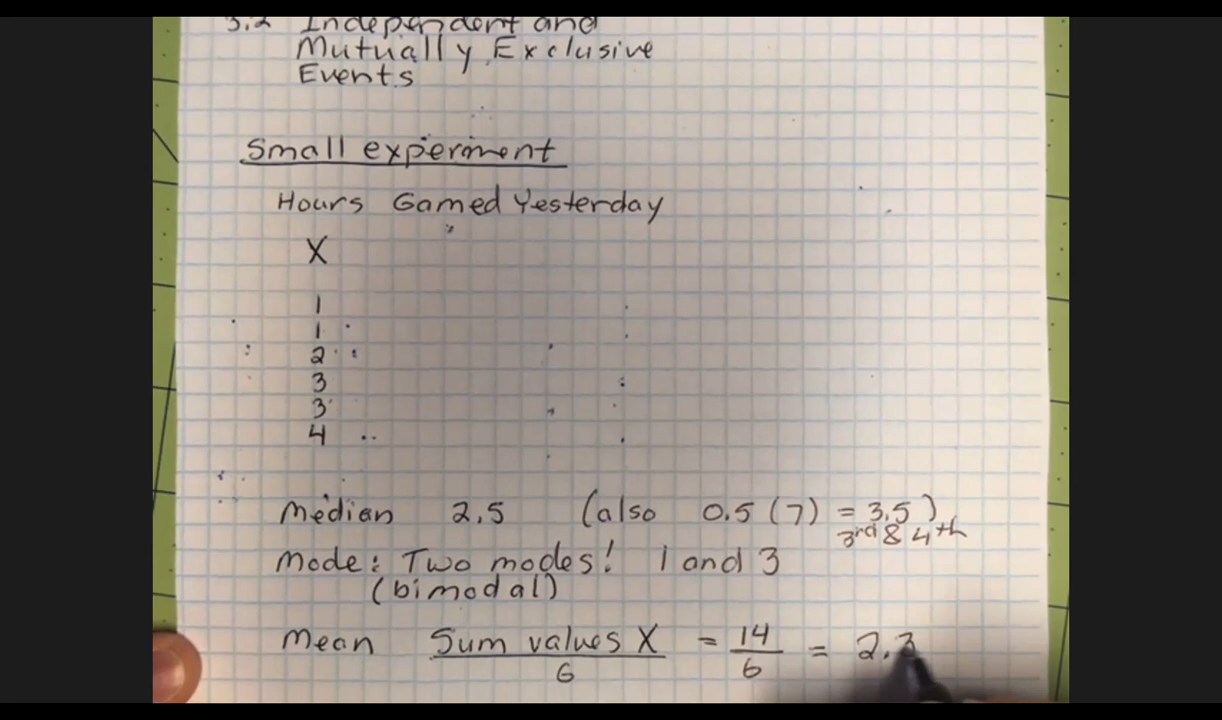 3.2 Independent and
Mutually Exclusive
Events
Small experiment
Hours Gamed Yesterday
X
1
1
2
3
3
4
Median 2.5 (also 0.5 (7) = 3.5)
3rd & 4th
Mode: Two modes! 1 and 3
(bimodal)
Mean Sum values X / 6 = 14 / 6 = 2.3